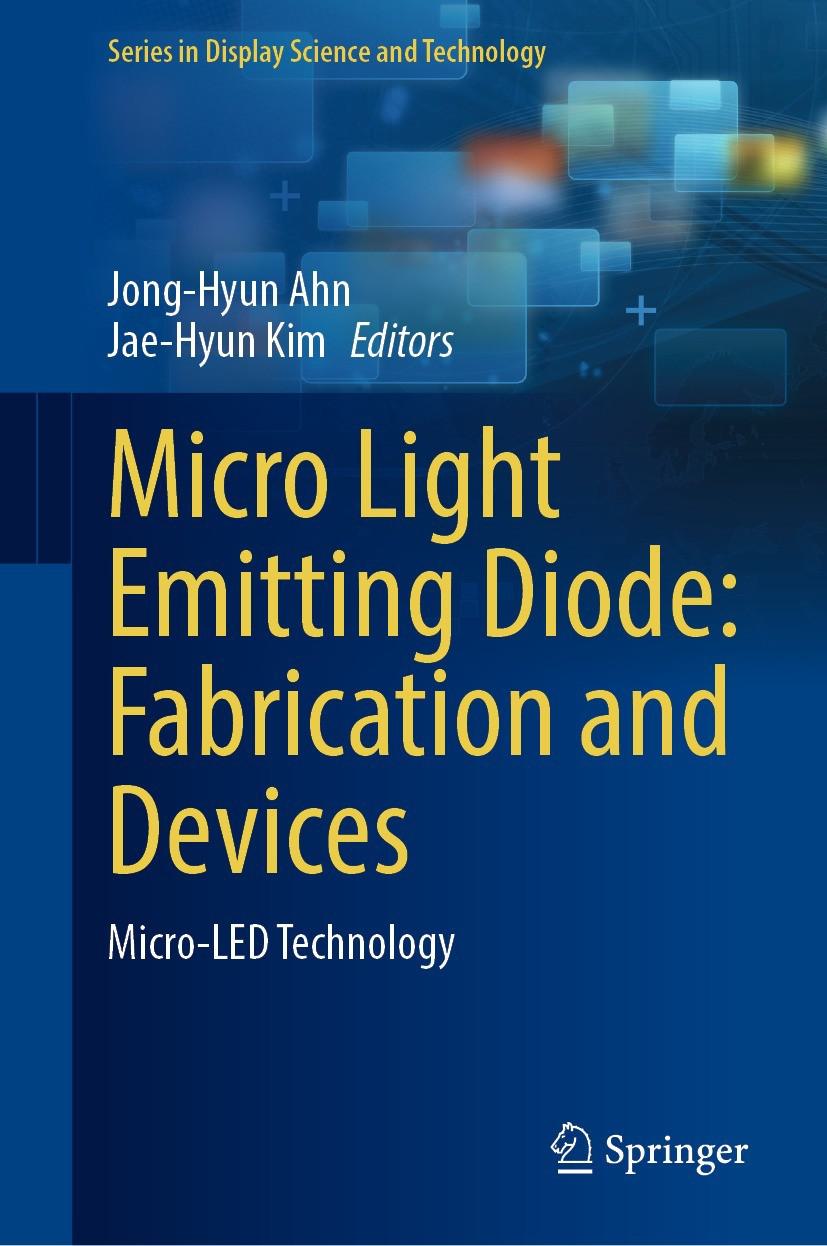 Series in Display Science and Technology
Jong-Hyun Ahn
Jae-Hyun Kim Editors
Micro Light
Emitting Diode:
Fabrication and
Devices
Micro-LED Technology
Springer